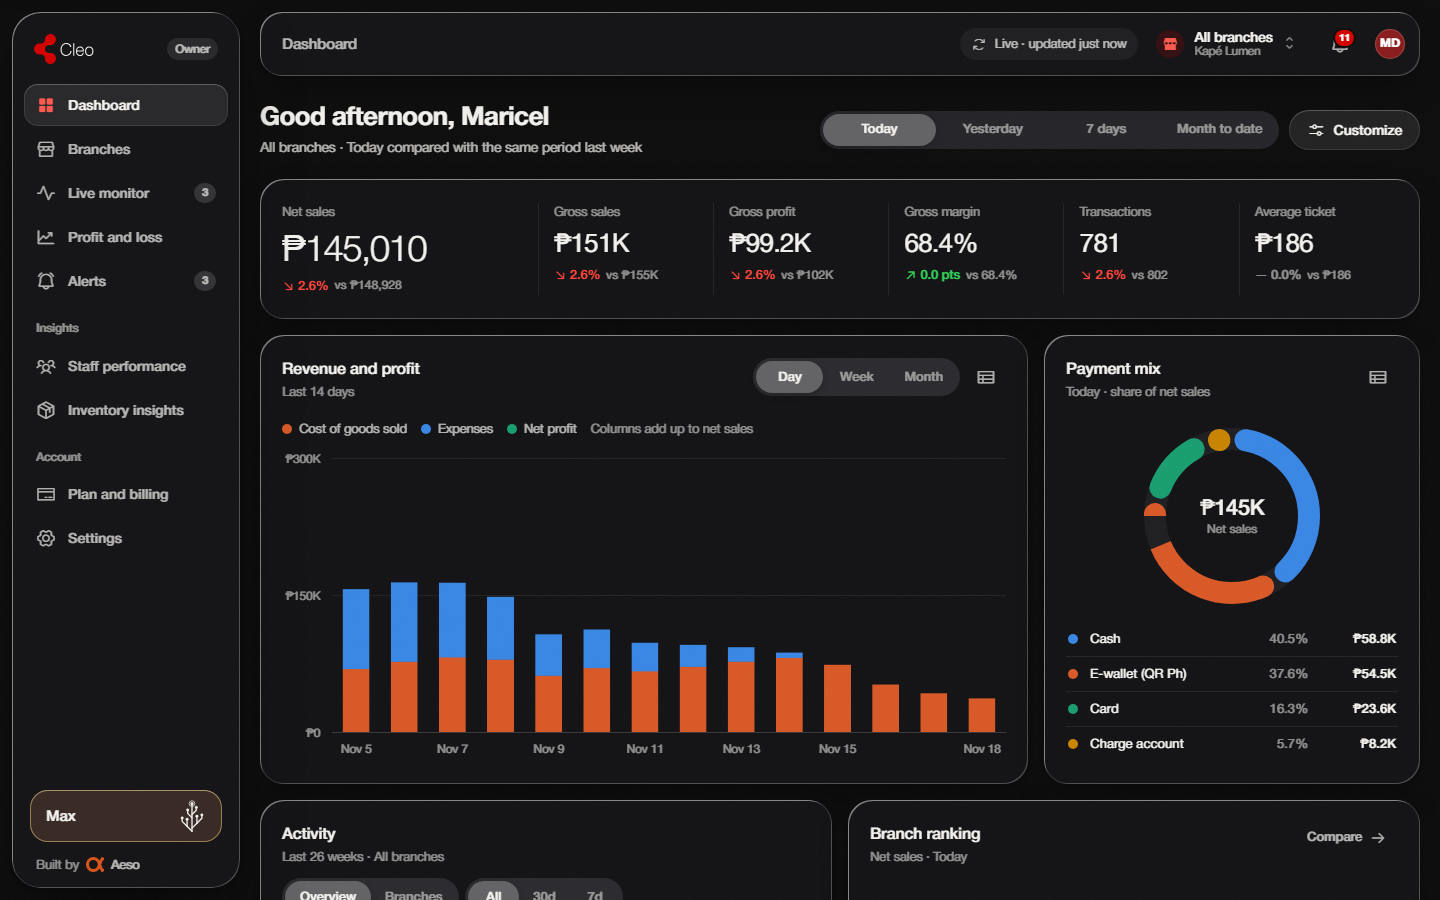 Cleo
Owner
Dashboard
Branches
Live monitor 3
Profit and loss
Alerts 3
Insights
Staff performance
Inventory insights
Account
Plan and billing
Settings
Max
Built by Aeso
Dashboard
Live · updated just now
All branches
Kapé Lumen
11
MD
Good afternoon, Maricel
All branches · Today compared with the same period last week
Today Yesterday 7 days Month to date
Customize
Net sales
₱145,010
2.6% vs ₱148,928
Gross sales
₱151K
2.6% vs ₱155K
Gross profit
₱99.2K
2.6% vs ₱102K
Gross margin
68.4%
0.0 pts vs 68.4%
Transactions
781
2.6% vs 802
Average ticket
₱186
— 0.0% vs ₱186
Revenue and profit
Last 14 days
Day Week Month
Cost of goods sold Expenses Net profit Columns add up to net sales
₱300K
₱150K
₱0
Nov 5 Nov 7 Nov 9 Nov 11 Nov 13 Nov 15 Nov 18
Payment mix
Today · share of net sales
₱145K
Net sales
Cash 40.5% ₱58.8K
E-wallet (QR Ph) 37.6% ₱54.5K
Card 16.3% ₱23.6K
Charge account 5.7% ₱8.2K
Activity
Last 26 weeks · All branches
Overview Branches All 30d 7d
Branch ranking
Net sales · Today
Compare